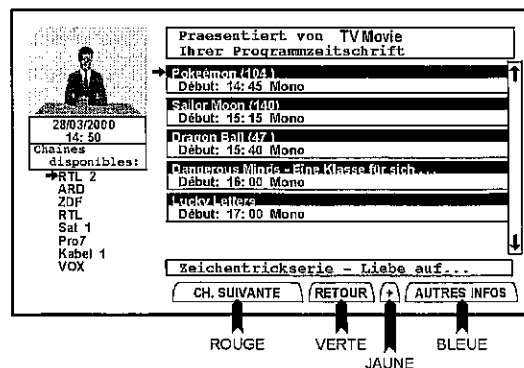 Praesentiert von TV Movie
Ihrer Programmzeitschrift
Pokeémon (104 )
Début: 14: 45 Mono
Sailor Moon (140)
Début: 15: 15 Mono
Dragon Ball (47 )
Début: 15: 40 Mono
Dangerous Minds - Eine Klasse für sich . . .
Début: 16: 00 Mono
Lucky Letters
Début: 17: 00 Mono
28/03/2000
14: 50
Chaînes
disponibles:
RTL 2
ARD
ZDF
RTL
Sat 1
Pro7
Kabel 1
VOX
Zeichentrickserie - Liebe auf...
CH. SUIVANTE RETOUR + AUTRES INFOS
ROUGE VERTE BLEUE
JAUNE